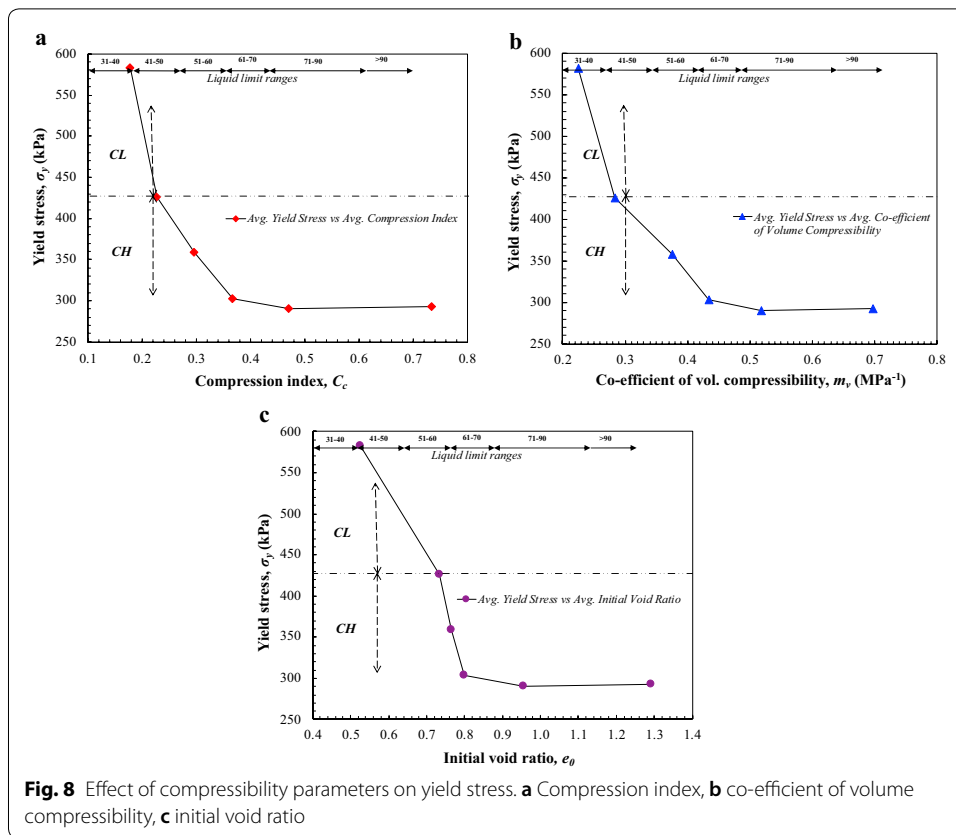 a
600
550
500
450
400
350
300
250
Yield stress, σy (kPa)
31-40 41-50 51-60 61-70 71-90 >90
Liquid limit ranges
CL
CH
Avg. Yield Stress vs Avg. Compression Index
0.1 0.2 0.3 0.4 0.5 0.6 0.7 0.8
Compression index, Cc
b
600
550
500
450
400
350
300
250
Yield stress, σy (kPa)
31-40 41-50 51-60 61-70 71-90 >90
Liquid limit ranges
CL
CH
Avg. Yield Stress vs Avg. Co-efficient
of Volume Compressibility
0.2 0.3 0.4 0.5 0.6 0.7 0.8
Co-efficient of vol. compressibility, mv (MPa⁻¹)
c
600
550
500
450
400
350
300
250
Yield stress, σy (kPa)
31-40 41-50 51-60 61-70 71-90 >90
Liquid limit ranges
CL
CH
Avg. Yield Stress vs Avg. Initial Void Ratio
0.4 0.5 0.6 0.7 0.8 0.9 1.0 1.1 1.2 1.3 1.4
Initial void ratio, e0
Fig. 8 Effect of compressibility parameters on yield stress. a Compression index, b co-efficient of volume
compressibility, c initial void ratio